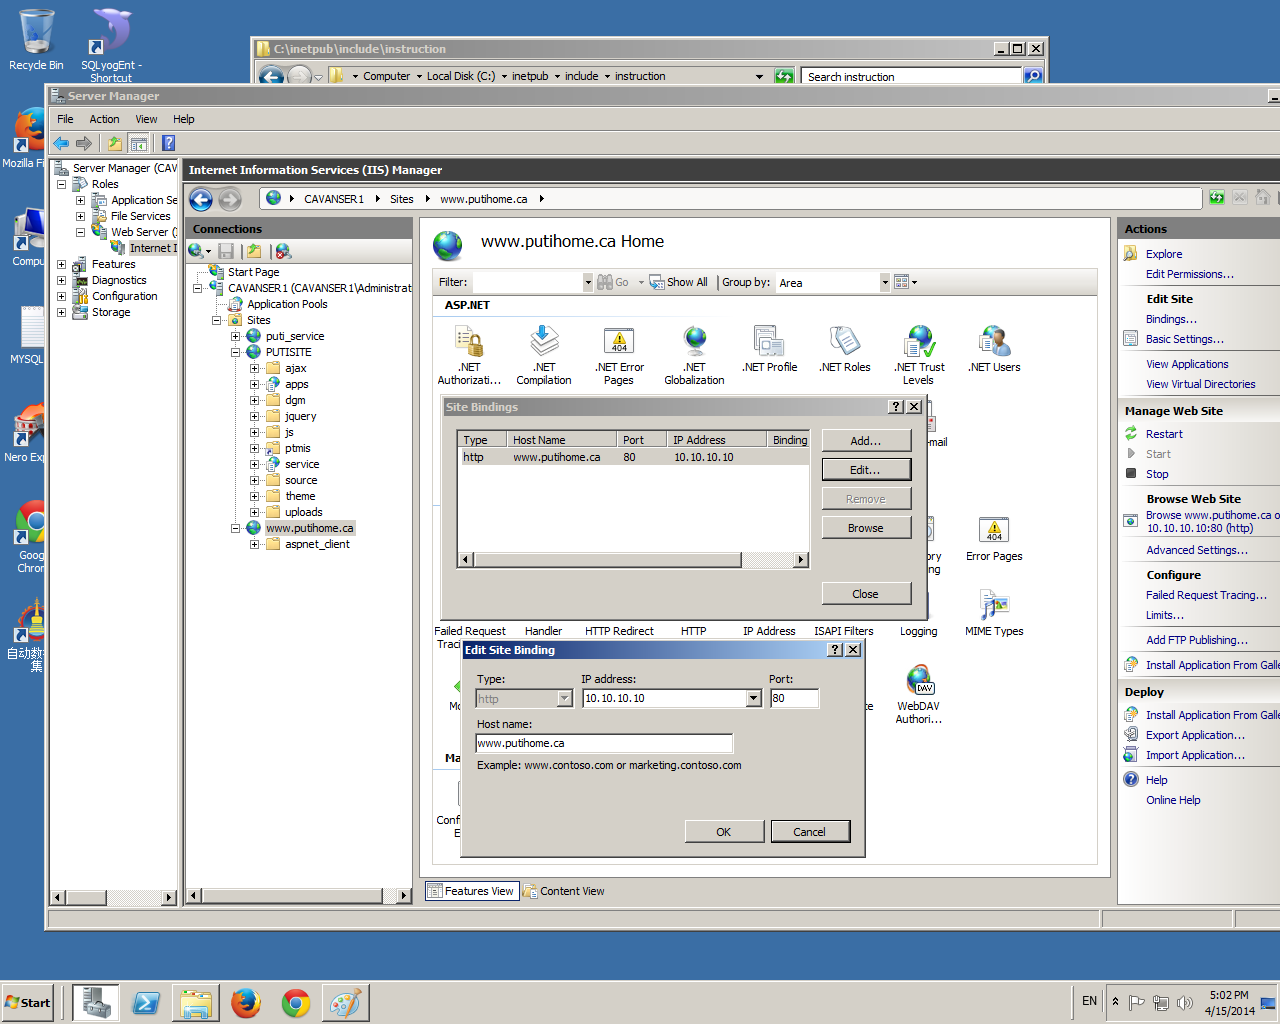 Recycle Bin
SQLyogEnt -
Shortcut
C:\inetpub\include\instruction
Computer
Local Disk (C:)
inetpub
include
instruction
Search instruction
Server Manager
File
Action
View
Help
Internet Information Services (IIS) Manager
CAVANSER1
Sites
www.putihome.ca
Server Manager (CAV
Roles
Application Se
File Services
Web Server (
Internet I
Features
Diagnostics
Configuration
Storage
Connections
Start Page
CAVANSER1 (CAVANSER1\Administrat
Application Pools
Sites
puti_service
PUTISITE
ajax
apps
dgm
jquery
js
ptmis
service
source
theme
uploads
www.putihome.ca
aspnet_client
www.putihome.ca Home
Filter:
Go
Show All
Group by:
Area
ASP.NET
.NET
Authorizati...
.NET
Compilation
.NET Error
Pages
.NET
Globalization
.NET Profile
.NET Roles
.NET Trust
Levels
.NET Users
Site Bindings
Type
Host Name
Port
IP Address
Binding
http
www.putihome.ca
80
10.10.10.10
Add...
Edit...
Remove
Browse
Close
-mail
ory
ng
Error Pages
Failed Request
Traci
Handler
HTTP Redirect
HTTP
IP Address
ISAPI Filters
Logging
MIME Types
Edit Site Binding
Type:
IP address:
Port:
http
10.10.10.10
80
Host name:
www.putihome.ca
Example: www.contoso.com or marketing.contoso.com
OK
Cancel
Mo
te
WebDAV
Authori...
Ma
Conf
E
Features View
Content View
Actions
Explore
Edit Permissions...
Edit Site
Bindings...
Basic Settings...
View Applications
View Virtual Directories
Manage Web Site
Restart
Start
Stop
Browse Web Site
Browse www.putihome.ca o
10.10.10.10:80 (http)
Advanced Settings...
Configure
Failed Request Tracing...
Limits...
Add FTP Publishing...
Install Application From Galle
Deploy
Install Application From Galle
Export Application...
Import Application...
Help
Online Help
Mozilla Fi
Compu
MYSQL
Nero Exp
Goog
Chron
自动数
集
Start
EN
5:02 PM
4/15/2014